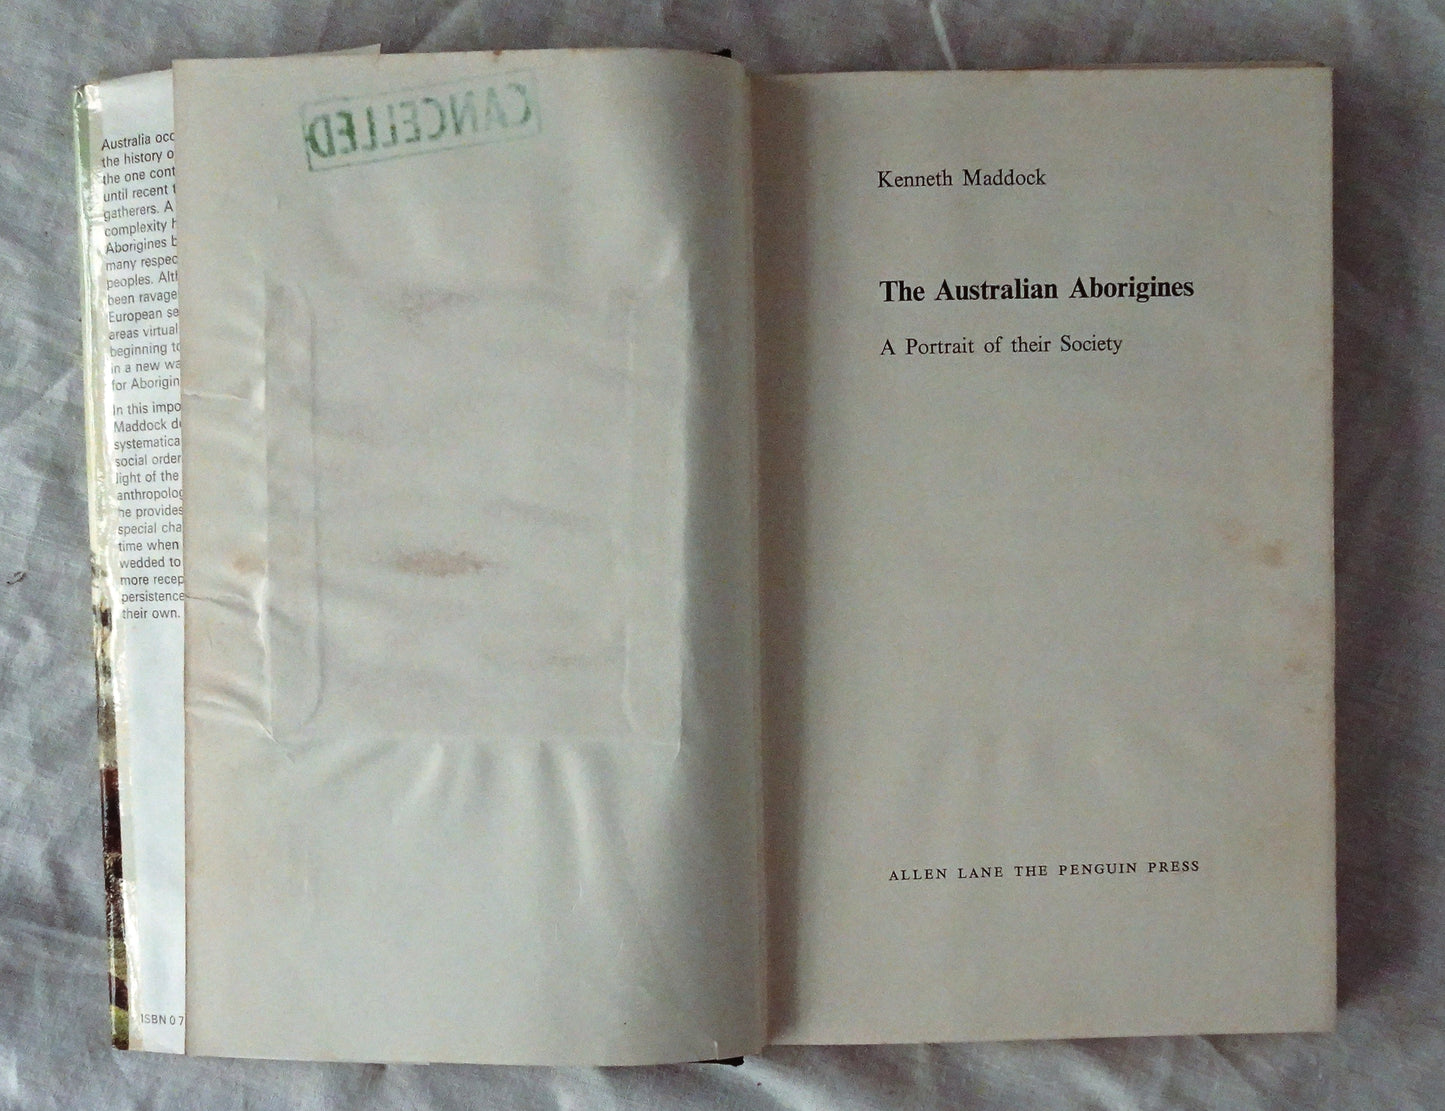 Australia occ
the history o
the one cont
until recent t
gatherers. A
complexity h
Aborigines b
many respec
peoples. Alth
been ravage
European se
areas virtual
beginning to
in a new wa
for Aborigin
In this impo
Maddock d
systematica
social order
light of the
anthropolog
he provides
special cha
time when
wedded to
more recep
persistence
their own.
ISBN 0 7
CANCELLED
Kenneth Maddock
The Australian Aborigines
A Portrait of their Society
ALLEN LANE THE PENGUIN PRESS